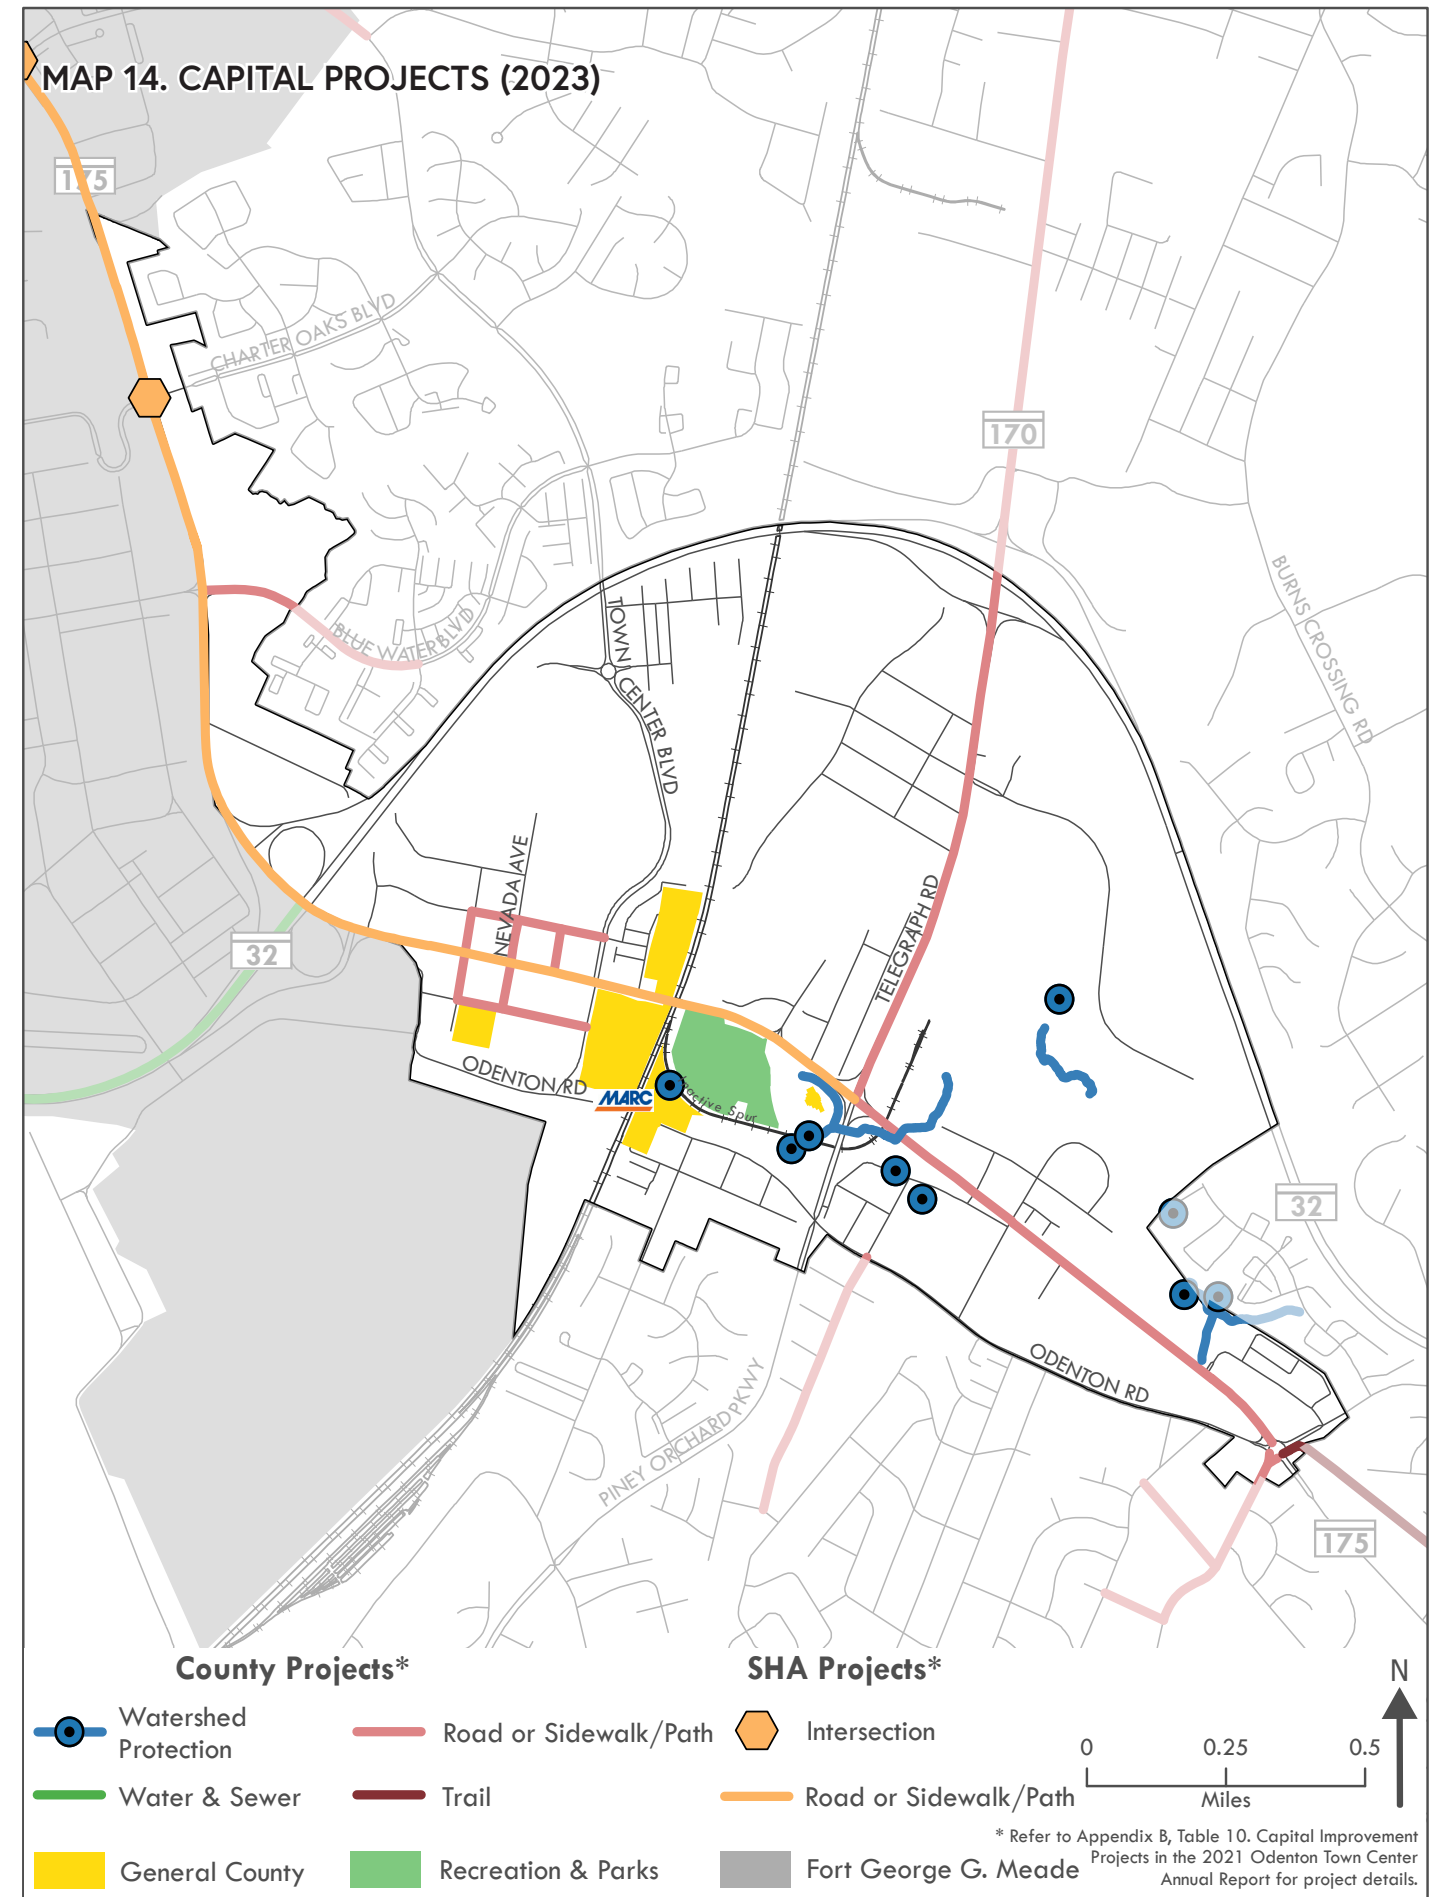 MAP 14. CAPITAL PROJECTS (2023)
175
CHARTER OAKS BLVD
170
BURNS CROSSING RD
BLUE WATER BLVD
TOWN CENTER BLVD
NEVADA AVE
TELEGRAPH RD
32
ODENTON RD
MARC
Inactive Spur
32
ODENTON RD
PINEY ORCHARD PKWY
175
County Projects*
SHA Projects*
N
Watershed
Protection
Road or Sidewalk/Path
Intersection
0 0.25 0.5
Water & Sewer
Trail
Road or Sidewalk/Path
Miles
* Refer to Appendix B, Table 10. Capital Improvement
Projects in the 2021 Odenton Town Center
Annual Report for project details.
General County
Recreation & Parks
Fort George G. Meade